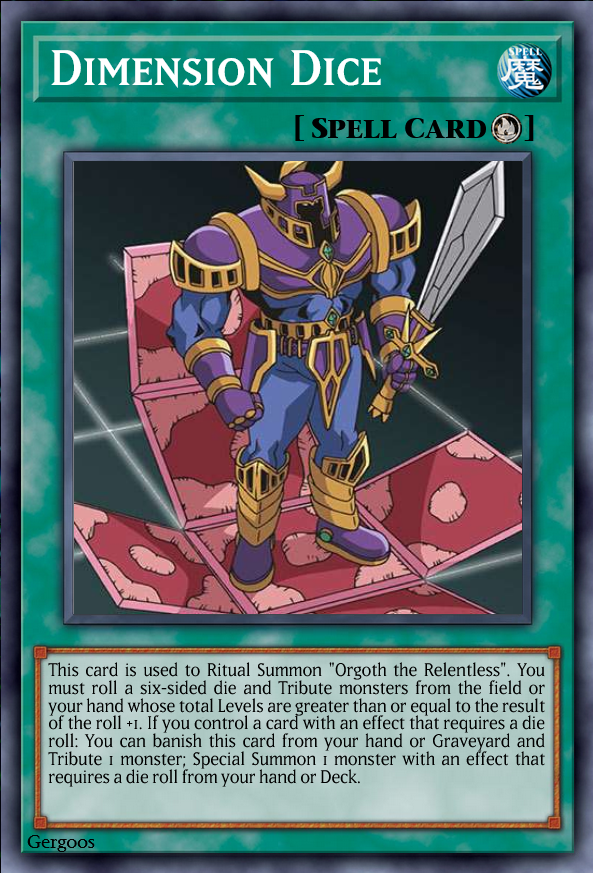 DIMENSION DICE
SPELL
魔
[ SPELL CARD ]
This card is used to Ritual Summon "Orgoth the Relentless". You
must roll a six-sided die and Tribute monsters from the field or
your hand whose total Levels are greater than or equal to the result
of the roll +1. If you control a card with an effect that requires a die
roll: You can banish this card from your hand or Graveyard and
Tribute 1 monster; Special Summon 1 monster with an effect that
requires a die roll from your hand or Deck.
Gergoos